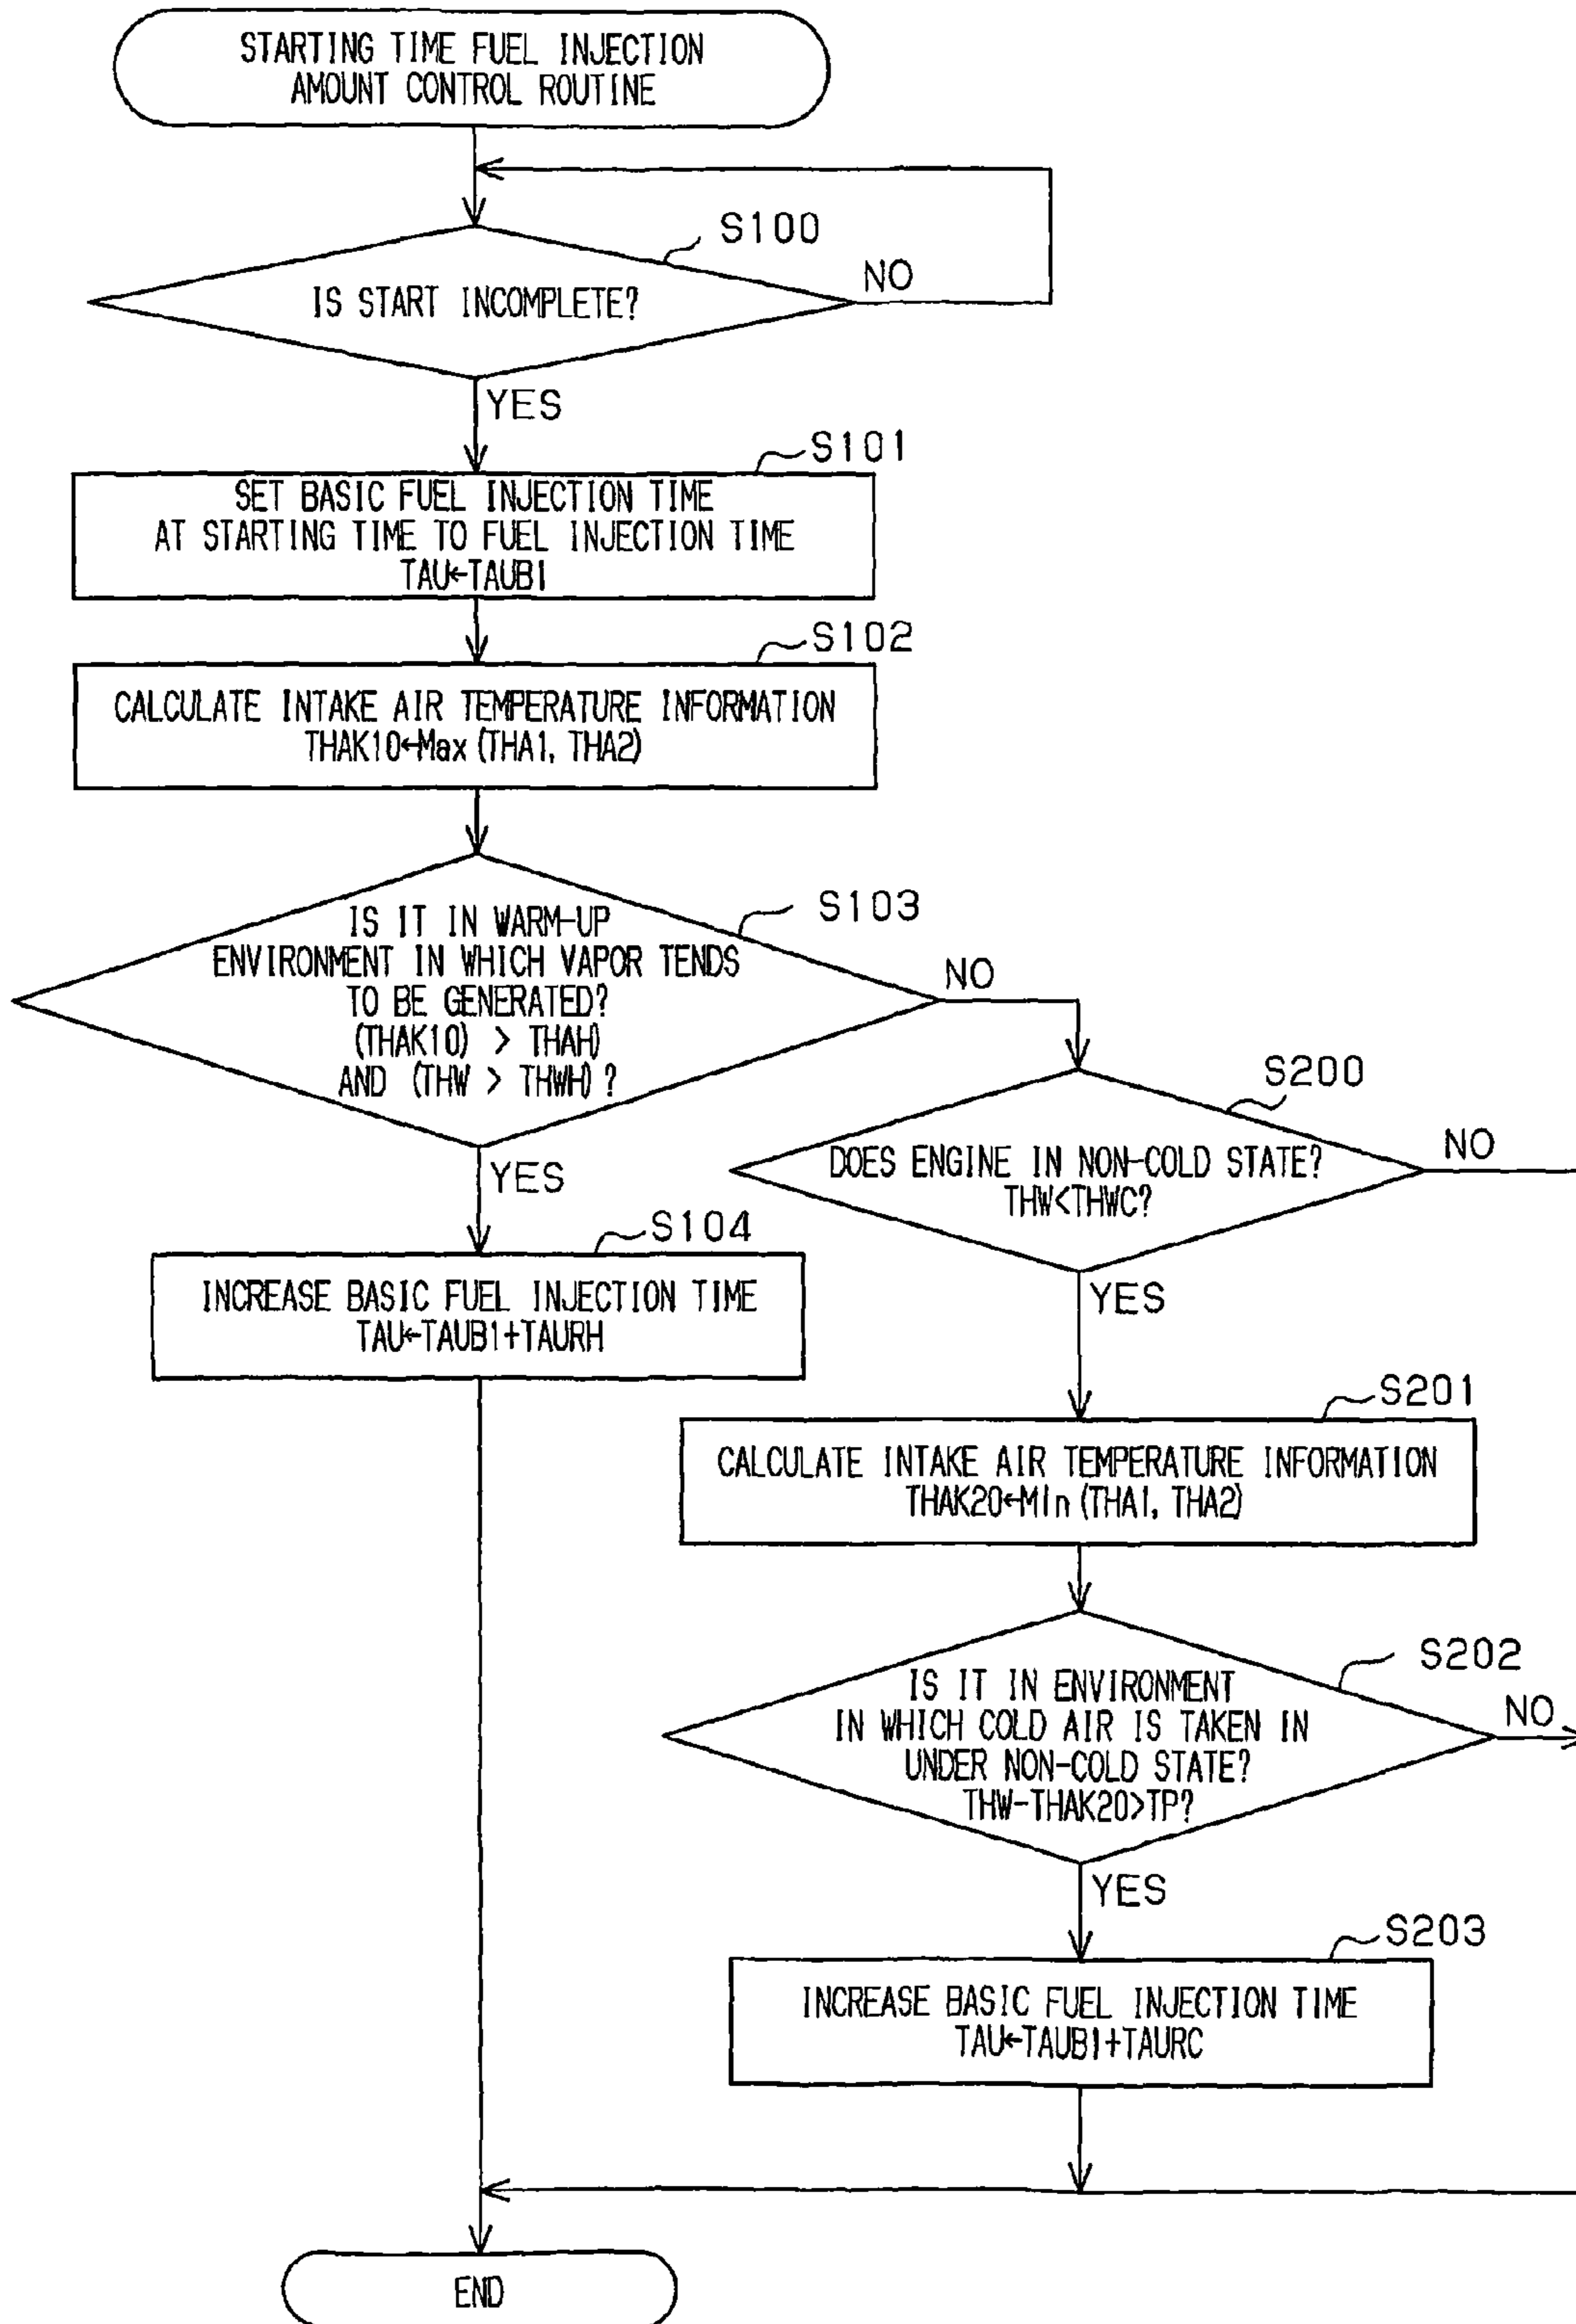 STARTING TIME FUEL INJECTION
AMOUNT CONTROL ROUTINE
S100
IS START INCOMPLETE?
NO
YES
S101
SET BASIC FUEL INJECTION TIME
AT STARTING TIME TO FUEL INJECTION TIME
TAU←TAUB1
S102
CALCULATE INTAKE AIR TEMPERATURE INFORMATION
THAK10←Max (THA1, THA2)
S103
IS IT IN WARM-UP
ENVIRONMENT IN WHICH VAPOR TENDS
TO BE GENERATED?
(THAK10) > THAH)
AND (THW > THWH) ?
NO
YES
S200
DOES ENGINE IN NON-COLD STATE?
THW<THWC?
NO
YES
S104
INCREASE BASIC FUEL INJECTION TIME
TAU←TAUB1+TAURH
S201
CALCULATE INTAKE AIR TEMPERATURE INFORMATION
THAK20←Min (THA1, THA2)
S202
IS IT IN ENVIRONMENT
IN WHICH COLD AIR IS TAKEN IN
UNDER NON-COLD STATE?
THW-THAK20>TP?
NO
YES
S203
INCREASE BASIC FUEL INJECTION TIME
TAU←TAUB1+TAURC
END